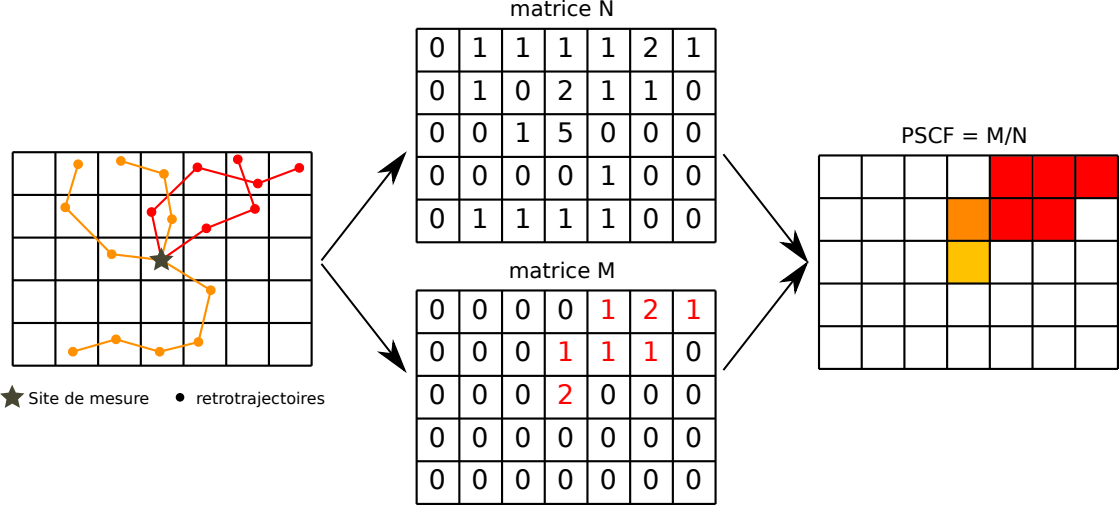 matrice N
0 1 1 1 1 2 1
0 1 0 2 1 1 0
0 0 1 5 0 0 0
0 0 0 0 1 0 0
0 1 1 1 1 0 0
matrice M
0 0 0 0 1 2 1
0 0 0 1 1 1 0
0 0 0 2 0 0 0
0 0 0 0 0 0 0
0 0 0 0 0 0 0
PSCF = M/N
Site de mesure
retrotrajectoires